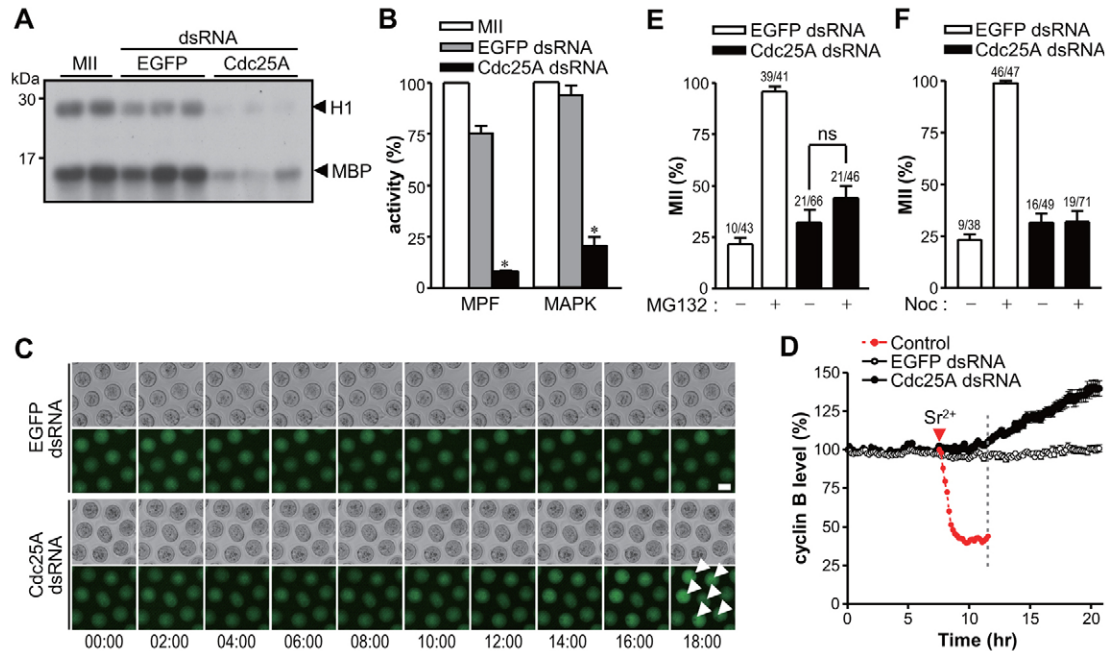 A
dsRNA
MII EGFP Cdc25A
kDa
30
17
H1
MBP
B
MII
EGFP dsRNA
Cdc25A dsRNA
activity (%)
100
75
50
25
0
*
*
MPF MAPK
E
EGFP dsRNA
Cdc25A dsRNA
MII (%)
100
75
50
25
0
10/43
39/41
21/66
21/46
ns
MG132 : − + − +
F
EGFP dsRNA
Cdc25A dsRNA
MII (%)
100
75
50
25
0
9/38
46/47
16/49
19/71
Noc : − + − +
C
EGFP
dsRNA
Cdc25A
dsRNA
00:00 02:00 04:00 06:00 08:00 10:00 12:00 14:00 16:00 18:00
D
Control
EGFP dsRNA
Cdc25A dsRNA
Sr2+
cyclin B level (%)
150
125
100
75
50
25
0
0 5 10 15 20
Time (hr)